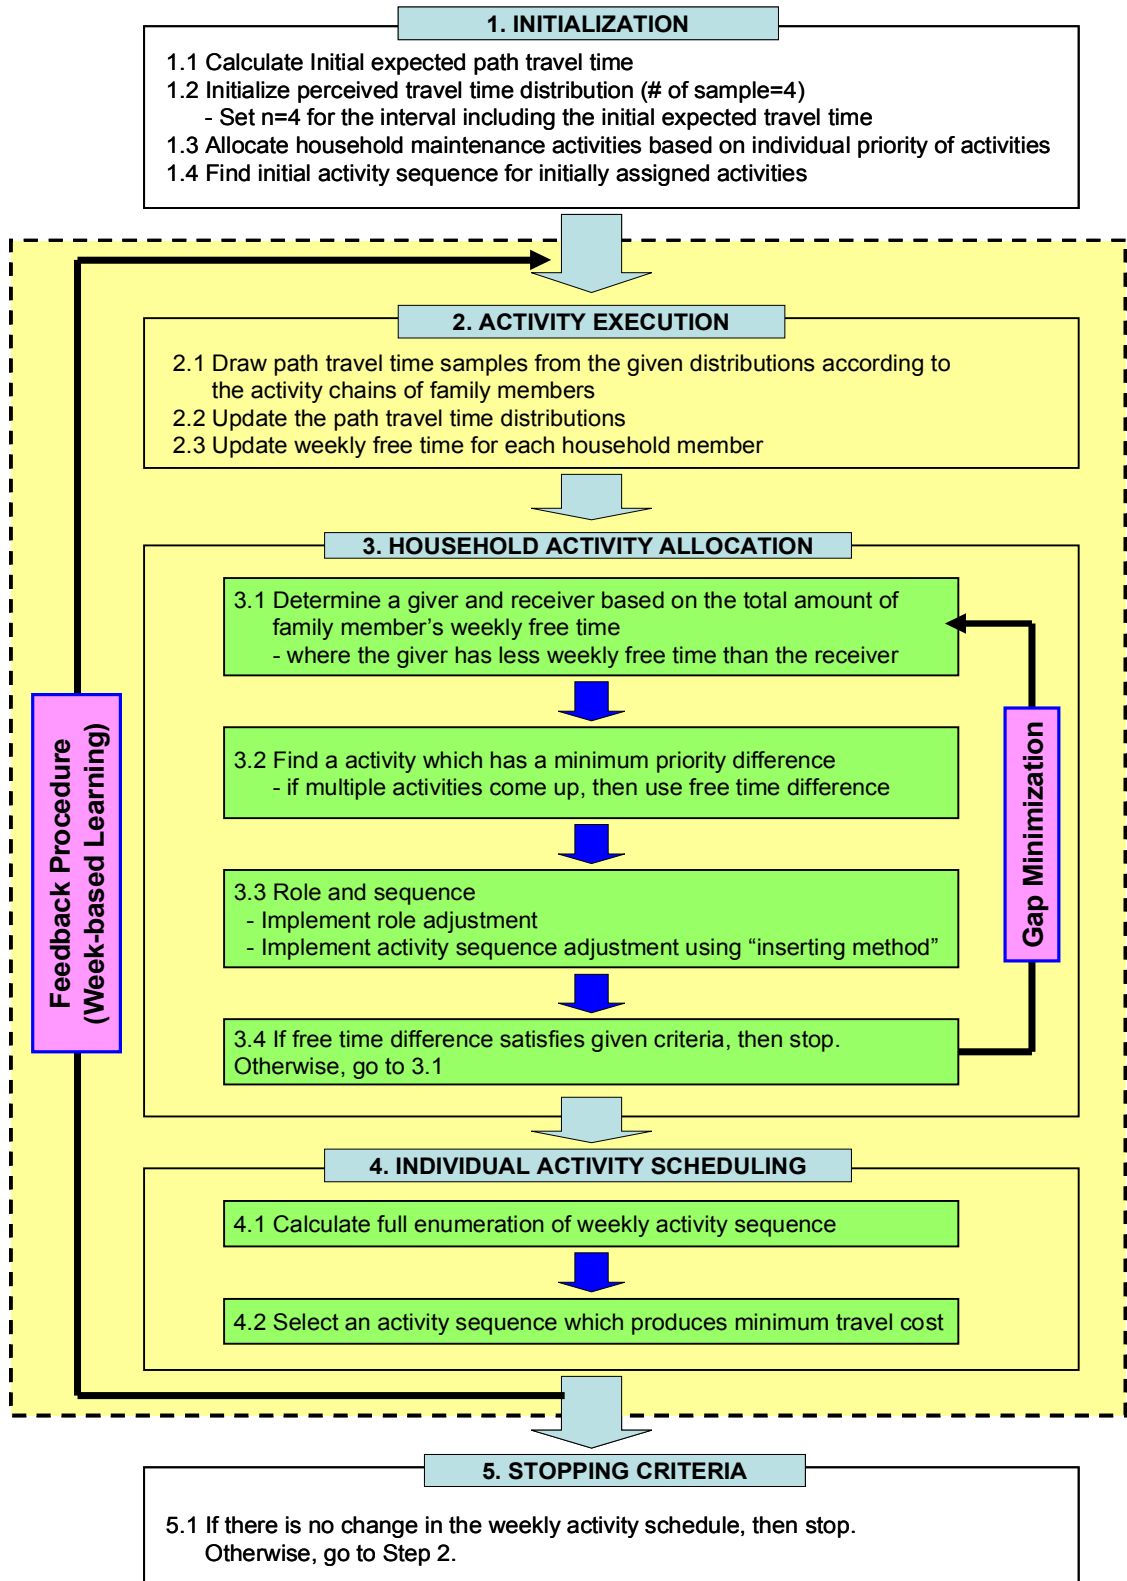 1. INITIALIZATION
1.1 Calculate Initial expected path travel time
1.2 Initialize perceived travel time distribution (# of sample=4)
- Set n=4 for the interval including the initial expected travel time
1.3 Allocate household maintenance activities based on individual priority of activities
1.4 Find initial activity sequence for initially assigned activities
2. ACTIVITY EXECUTION
2.1 Draw path travel time samples from the given distributions according to
the activity chains of family members
2.2 Update the path travel time distributions
2.3 Update weekly free time for each household member
3. HOUSEHOLD ACTIVITY ALLOCATION
3.1 Determine a giver and receiver based on the total amount of
family member's weekly free time
- where the giver has less weekly free time than the receiver
3.2 Find a activity which has a minimum priority difference
- if multiple activities come up, then use free time difference
3.3 Role and sequence
- Implement role adjustment
- Implement activity sequence adjustment using “inserting method”
3.4 If free time difference satisfies given criteria, then stop.
Otherwise, go to 3.1
Gap Minimization
Feedback Procedure
(Week-based Learning)
4. INDIVIDUAL ACTIVITY SCHEDULING
4.1 Calculate full enumeration of weekly activity sequence
4.2 Select an activity sequence which produces minimum travel cost
5. STOPPING CRITERIA
5.1 If there is no change in the weekly activity schedule, then stop.
Otherwise, go to Step 2.